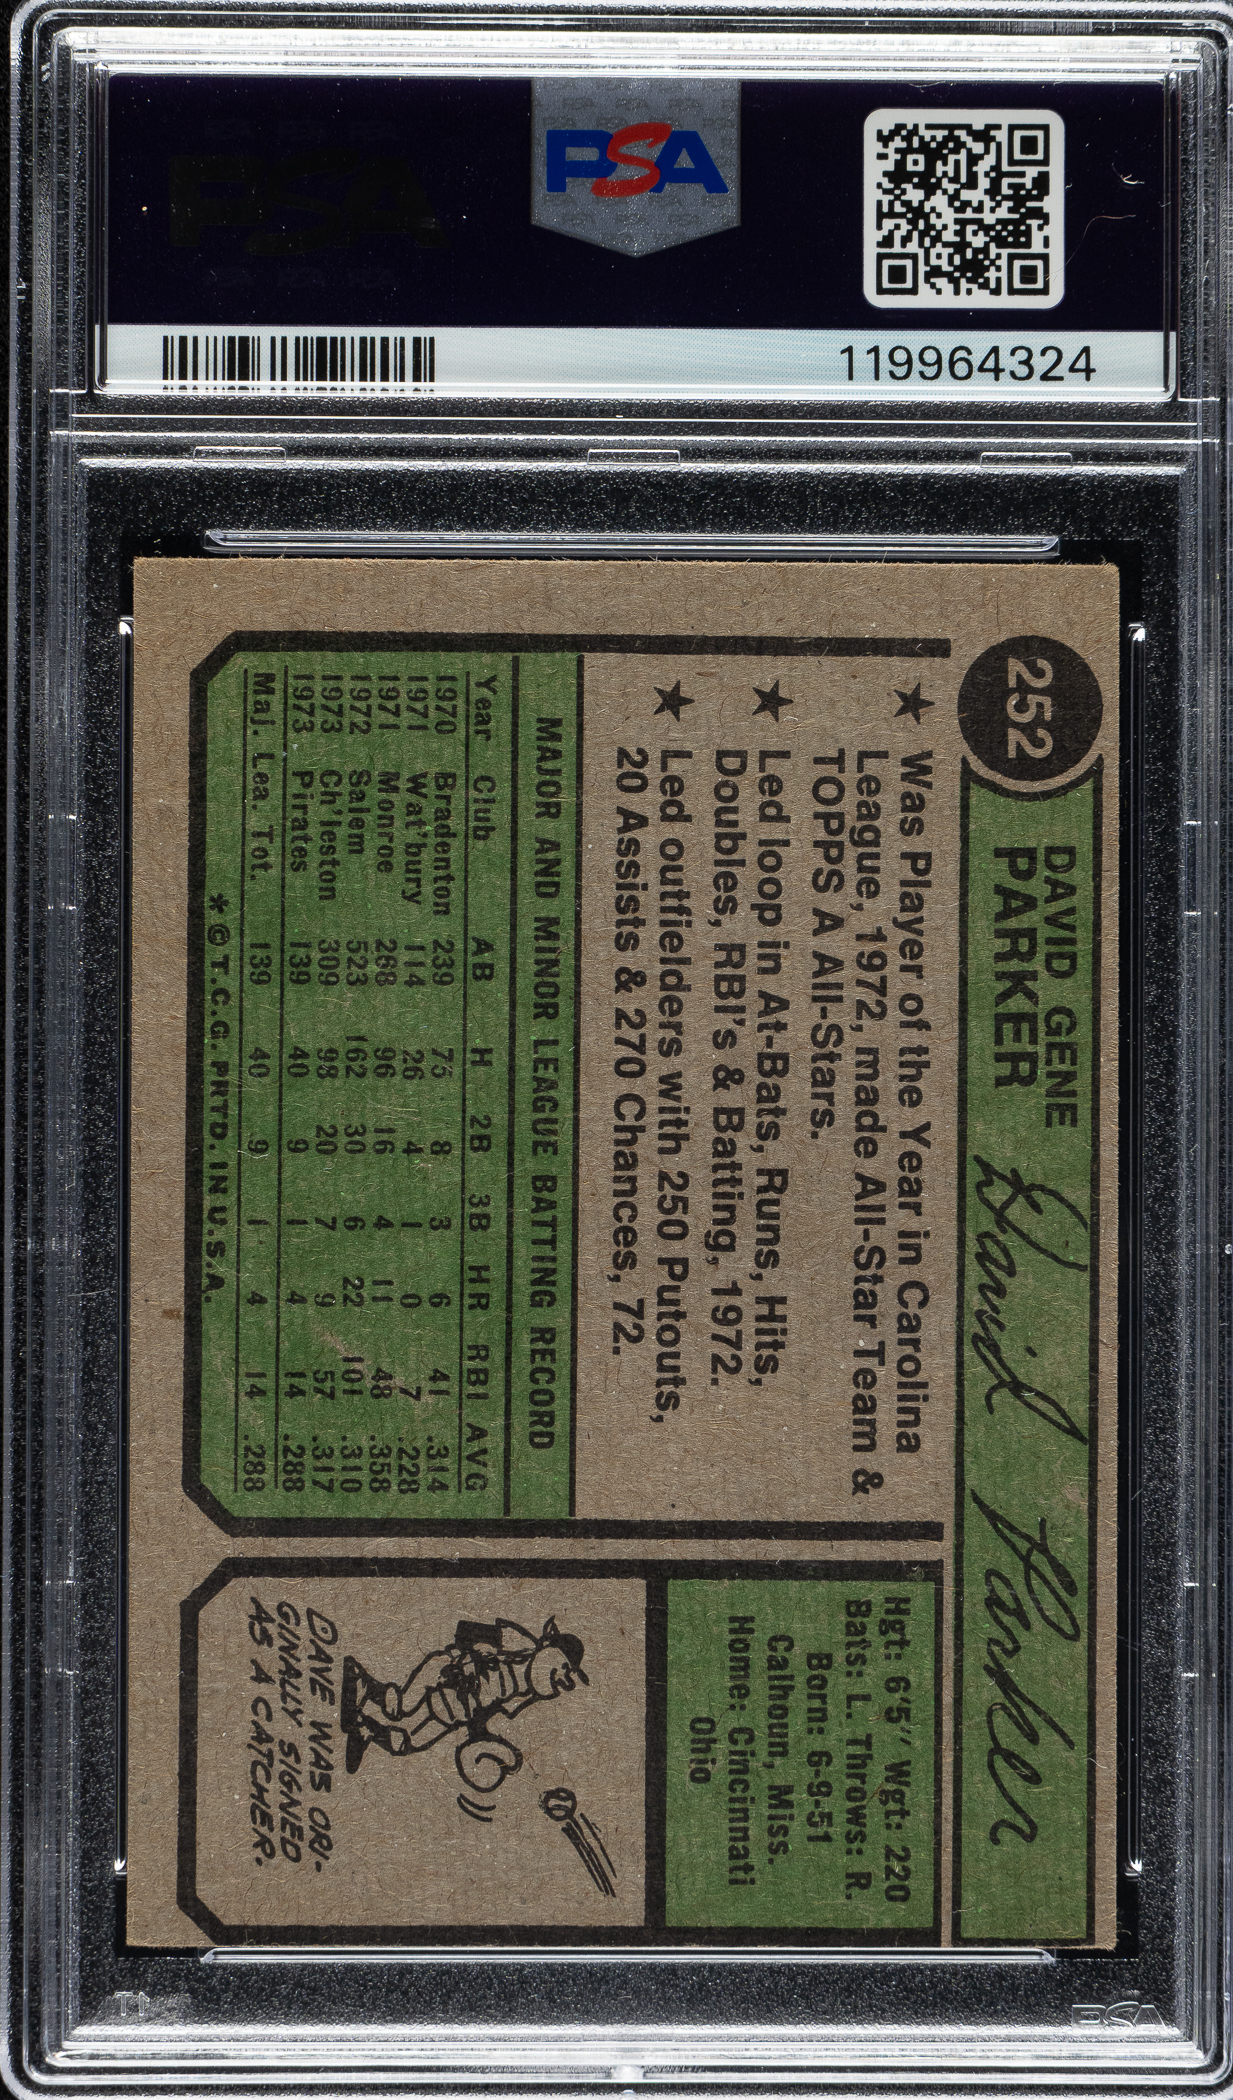 PSA
119964324
252
DAVID GENE
PARKER
David Parker
★ Was Player of the Year in Carolina
League, 1972, made All-Star Team &
TOPPS A All-Stars.
★ Led loop in At-Bats, Runs, Hits,
Doubles, RBI's & Batting, 1972.
★ Led outfielders with 250 Putouts,
20 Assists & 270 Chances, 72.
MAJOR AND MINOR LEAGUE BATTING RECORD
Year Club AB H 2B 3B HR RBI AVG
1970 Bradenton 239 75 8 3 6 41 .314
1971 Wat'bury 114 26 4 1 0 7 .228
1971 Monroe 268 96 16 4 11 48 .358
1972 Salem 523 162 30 6 22 101 .310
1973 Ch'leston 309 98 20 7 9 57 .317
1973 Pirates 139 40 9 1 4 14 .288
Maj. Lea. Tot. 139 40 9 1 4 14 .288
* © T.C.G. PRTD. IN U.S.A.
Hgt: 6'5" Wgt: 220
Bats: L. Throws: R.
Born: 6-9-51
Calhoun, Miss.
Home: Cincinnati
Ohio
DAVE WAS ORI-
GINALLY SIGNED
AS A CATCHER.
PSA